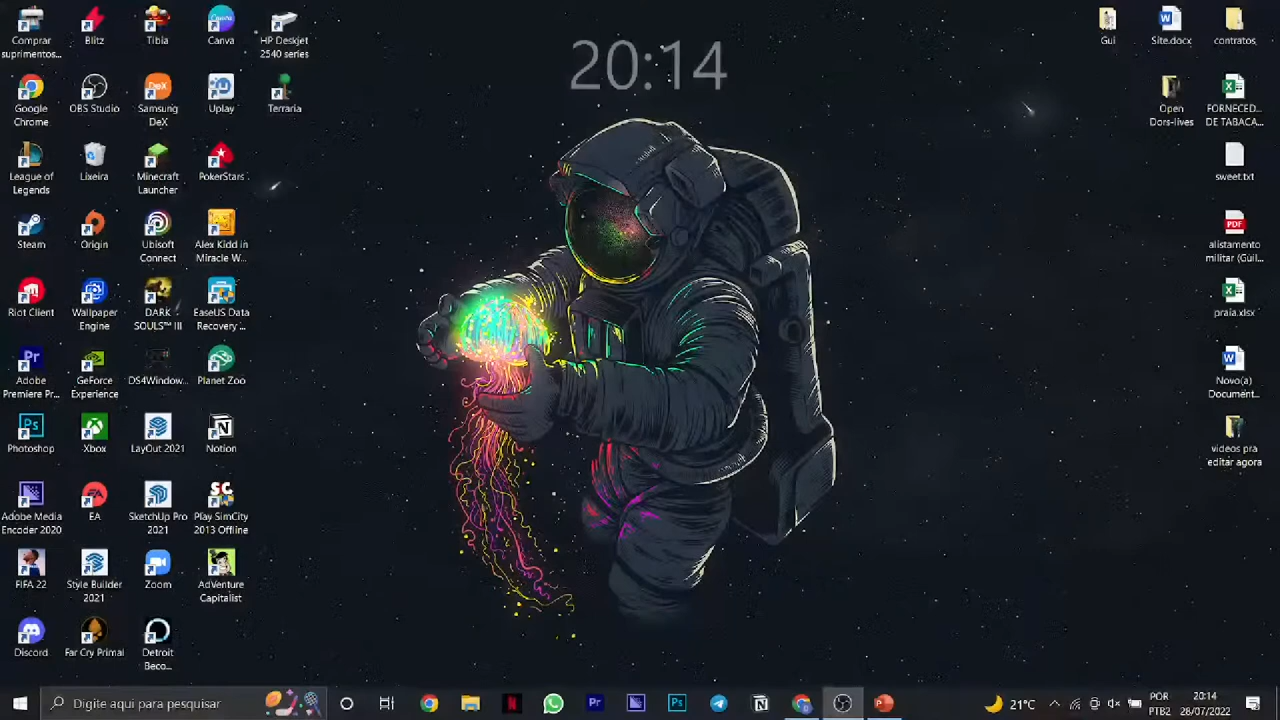 20:14
Comprar
suprimentos...
Blitz
Tibia
Canva
HP Deskjet
2540 series
Google
Chrome
OBS Studio
Samsung
DeX
Uplay
Terraria
League of
Legends
Lixeira
Minecraft
Launcher
PokerStars
Steam
Origin
Ubisoft
Connect
Alex Kidd in
Miracle W...
Riot Client
Wallpaper
Engine
DARK
SOULS™ III
EaseUS Data
Recovery ...
Adobe
Premiere Pr...
GeForce
Experience
DS4Window...
Planet Zoo
Photoshop
Xbox
LayOut 2021
Notion
Adobe Media
Encoder 2020
EA
SketchUp Pro
2021
Play SimCity
2013 Offline
FIFA 22
Style Builder
2021
Zoom
AdVenture
Capitalist
Discord
Far Cry Primal
Detroit
Beco...
Gui
Site.docx
contratos
Open
Dors-lives
FORNECED...
DE TABACA...
sweet.txt
PDF
alistamento
militar (Guil...
praia.xlsx
Novo(a)
Document...
videos pra
editar agora
Digite aqui para pesquisar
21°C
POR
PTB2
20:14
28/07/2022